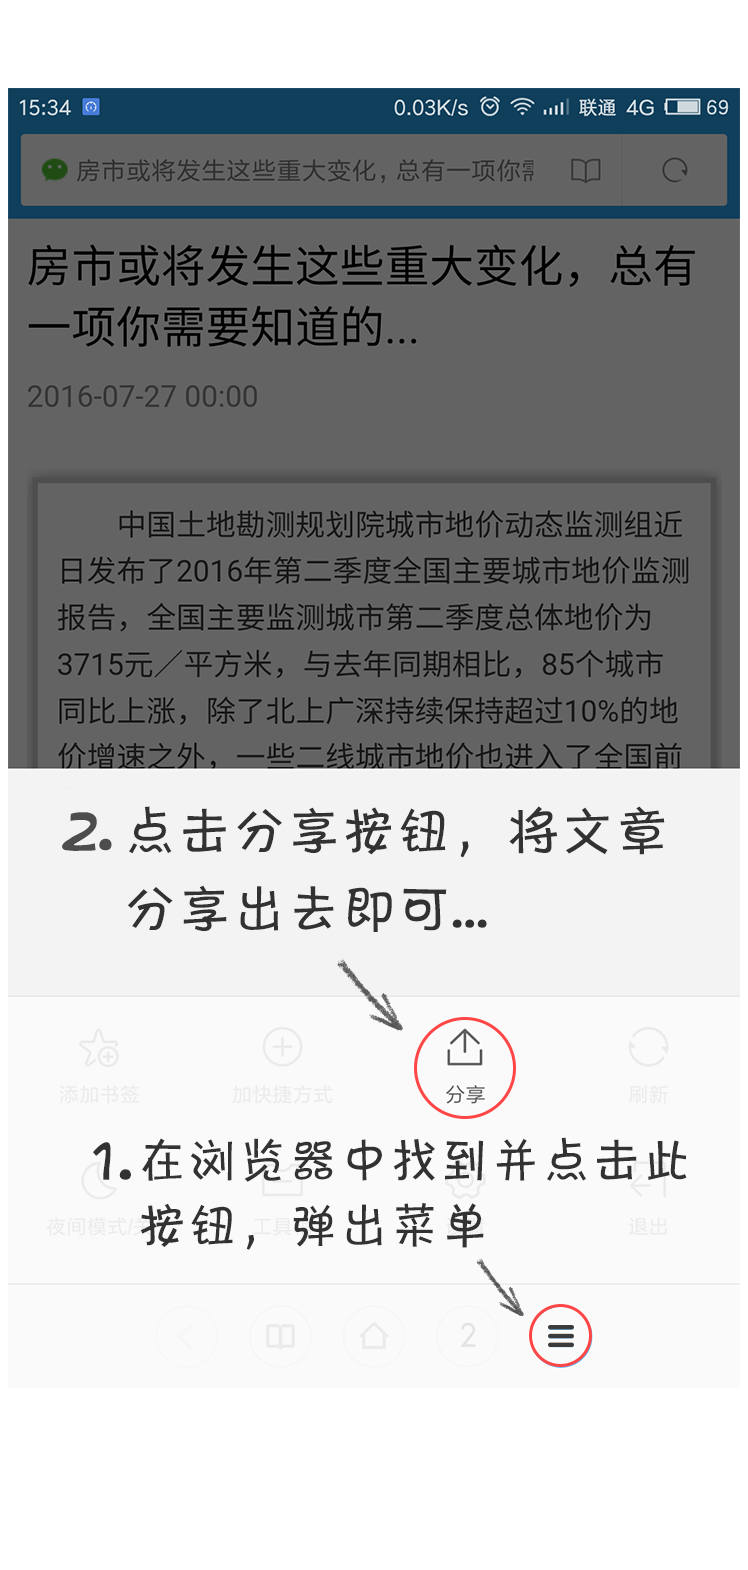 15:34 0.03K/s 联通 4G 69
房市或将发生这些重大变化，总有一项你
房市或将发生这些重大变化，总有
一项你需要知道的...
2016-07-27 00:00
中国土地勘测规划院城市地价动态监测组近
日发布了2016年第二季度全国主要城市地价监测
报告，全国主要监测城市第二季度总体地价为
3715元／平方米，与去年同期相比，85个城市
同比上涨，除了北上广深持续保持超过10%的地
价增速之外，一些二线城市地价也进入了全国前
2. 点击分享按钮，将文章
分享出去即可...
添加书签 加快捷方式 分享 刷新
1. 在浏览器中找到并点击此
按钮，弹出菜单
夜间模式/ 工具 退出
2